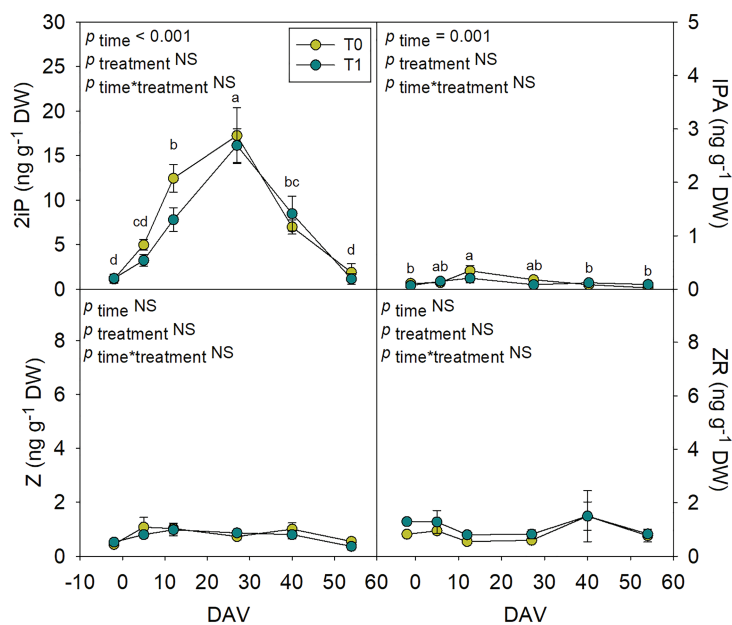 30
25
20
15
10
5
0
2iP (ng g-1 DW)
p time < 0.001
p treatment NS
p time*treatment NS
T0
T1
d
cd
b
a
bc
d
p time = 0.001
p treatment NS
p time*treatment NS
b
ab
a
ab
b
b
5
4
3
2
1
0
IPA (ng g-1 DW)
8
6
4
2
0
Z (ng g-1 DW)
p time NS
p treatment NS
p time*treatment NS
p time NS
p treatment NS
p time*treatment NS
8
6
4
2
0
ZR (ng g-1 DW)
-10 0 10 20 30 40 50 60 0 10 20 30 40 50 60
DAV DAV